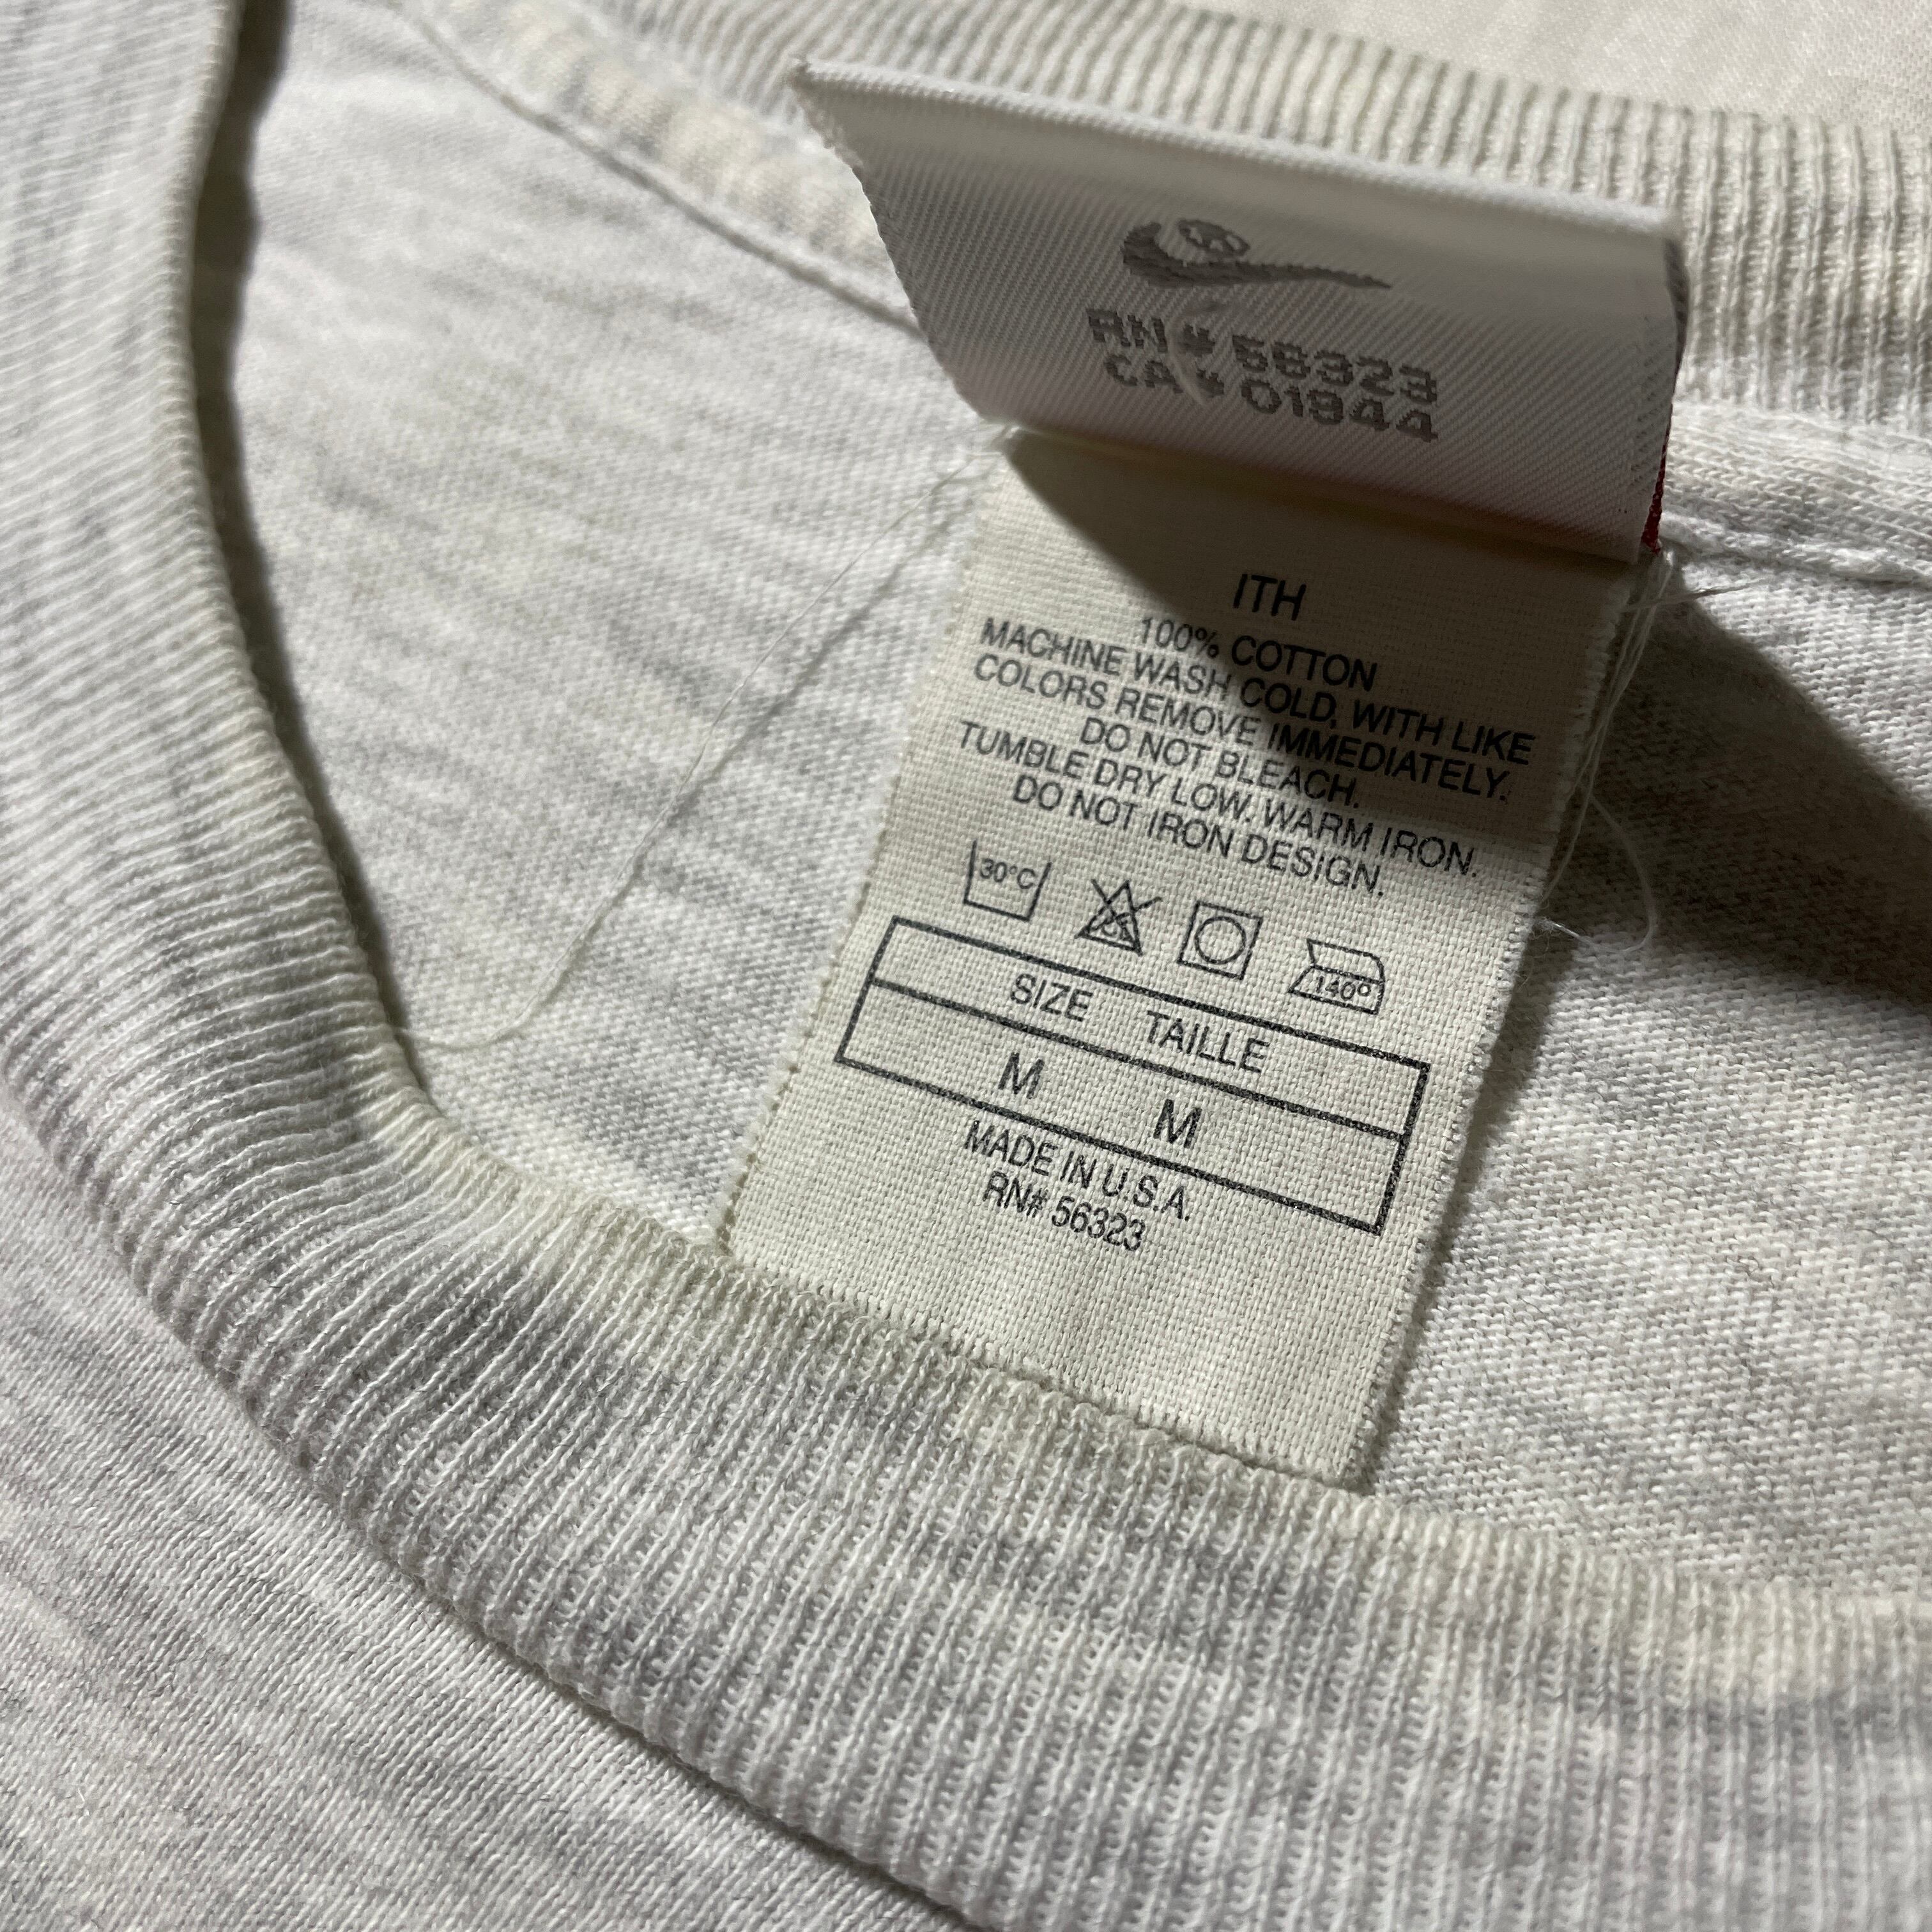 RN # 56323
CA # 01944
ITH
100% COTTON
MACHINE WASH COLD, WITH LIKE
COLORS REMOVE IMMEDIATELY.
DO NOT BLEACH.
TUMBLE DRY LOW. WARM IRON.
DO NOT IRON DESIGN.
30°C
CL
140°
SIZE TAILLE
M M
MADE IN U.S.A.
RN# 56323